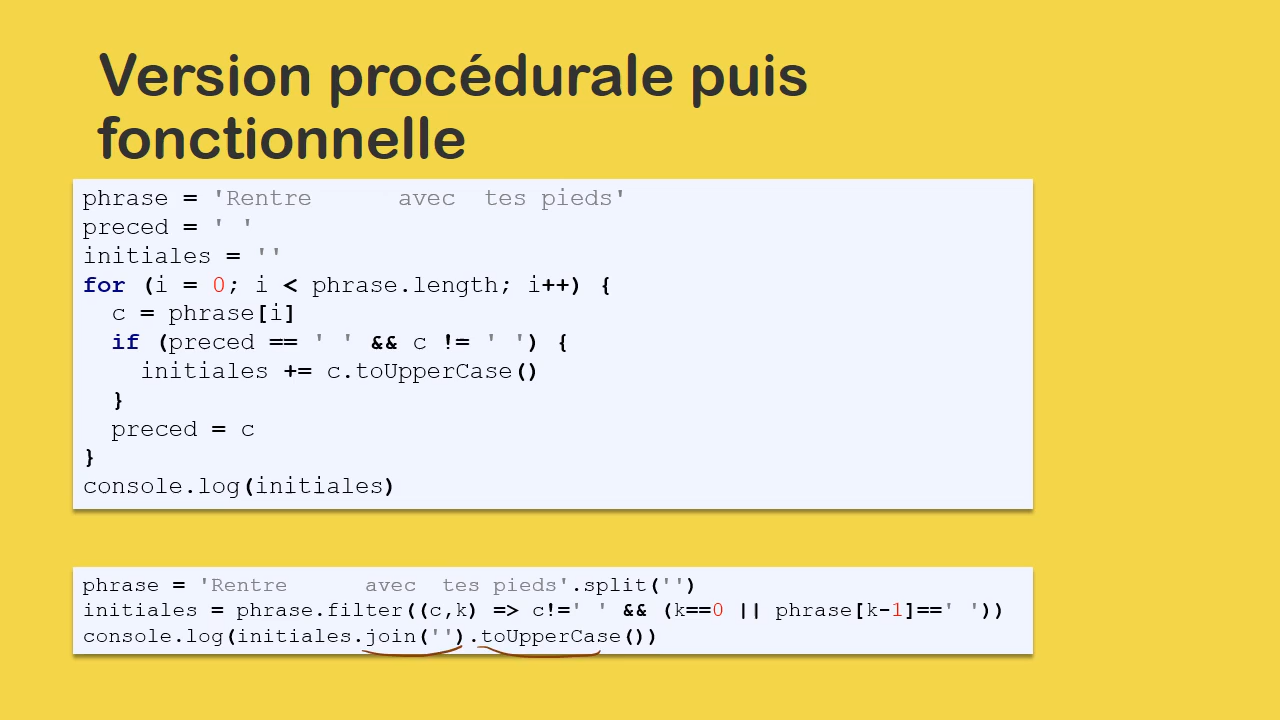 Version procédurale puis
fonctionnelle
phrase = 'Rentre      avec  tes pieds'
preced = ' '
initiales = ''
for (i = 0; i < phrase.length; i++) {
  c = phrase[i]
  if (preced == ' ' && c != ' ') {
    initiales += c.toUpperCase()
  }
  preced = c
}
console.log(initiales)
phrase = 'Rentre      avec  tes pieds'.split('')
initiales = phrase.filter((c,k) => c!=' ' && (k==0 || phrase[k-1]==' '))
console.log(initiales.join('').toUpperCase())